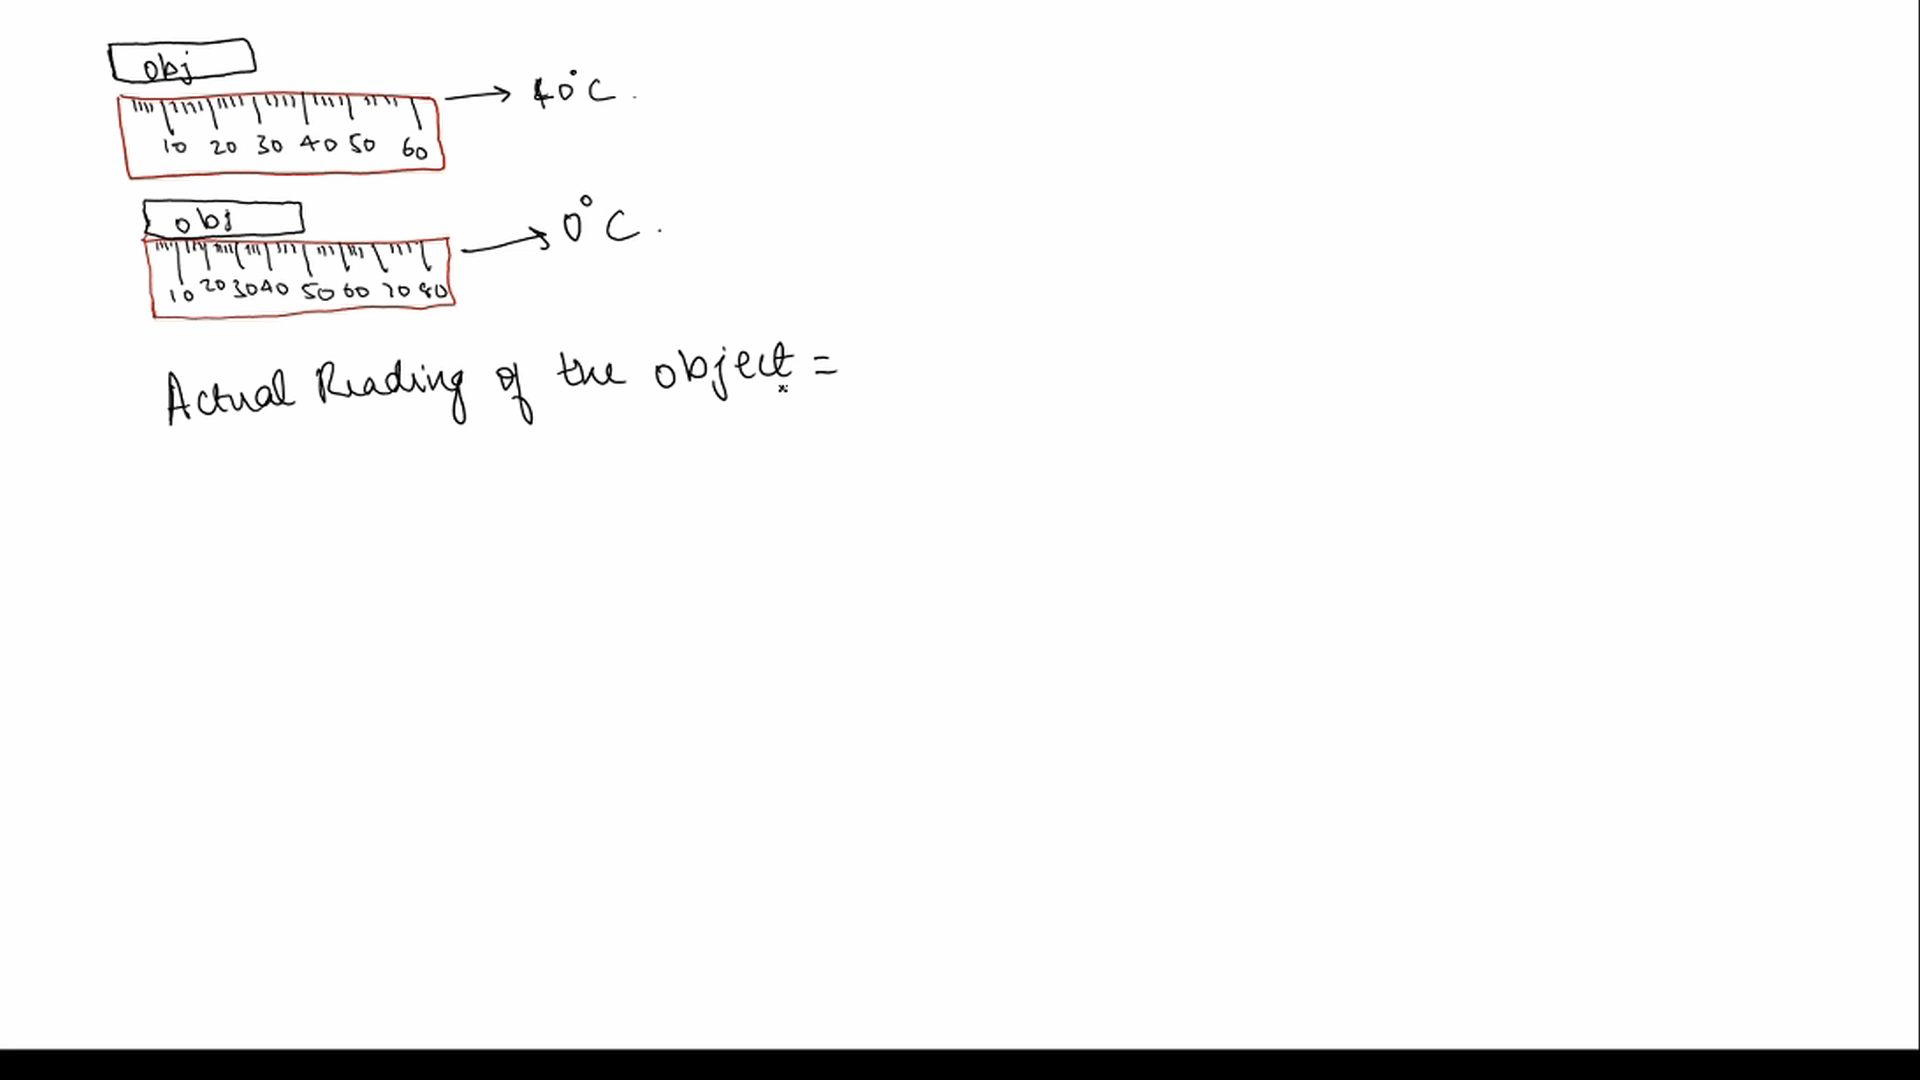 obj
→ 40°C.
10 20 30 40 50 60
obj
→ 0°C.
10 20 30 40 50 60 70 80
Actual Reading of the object =